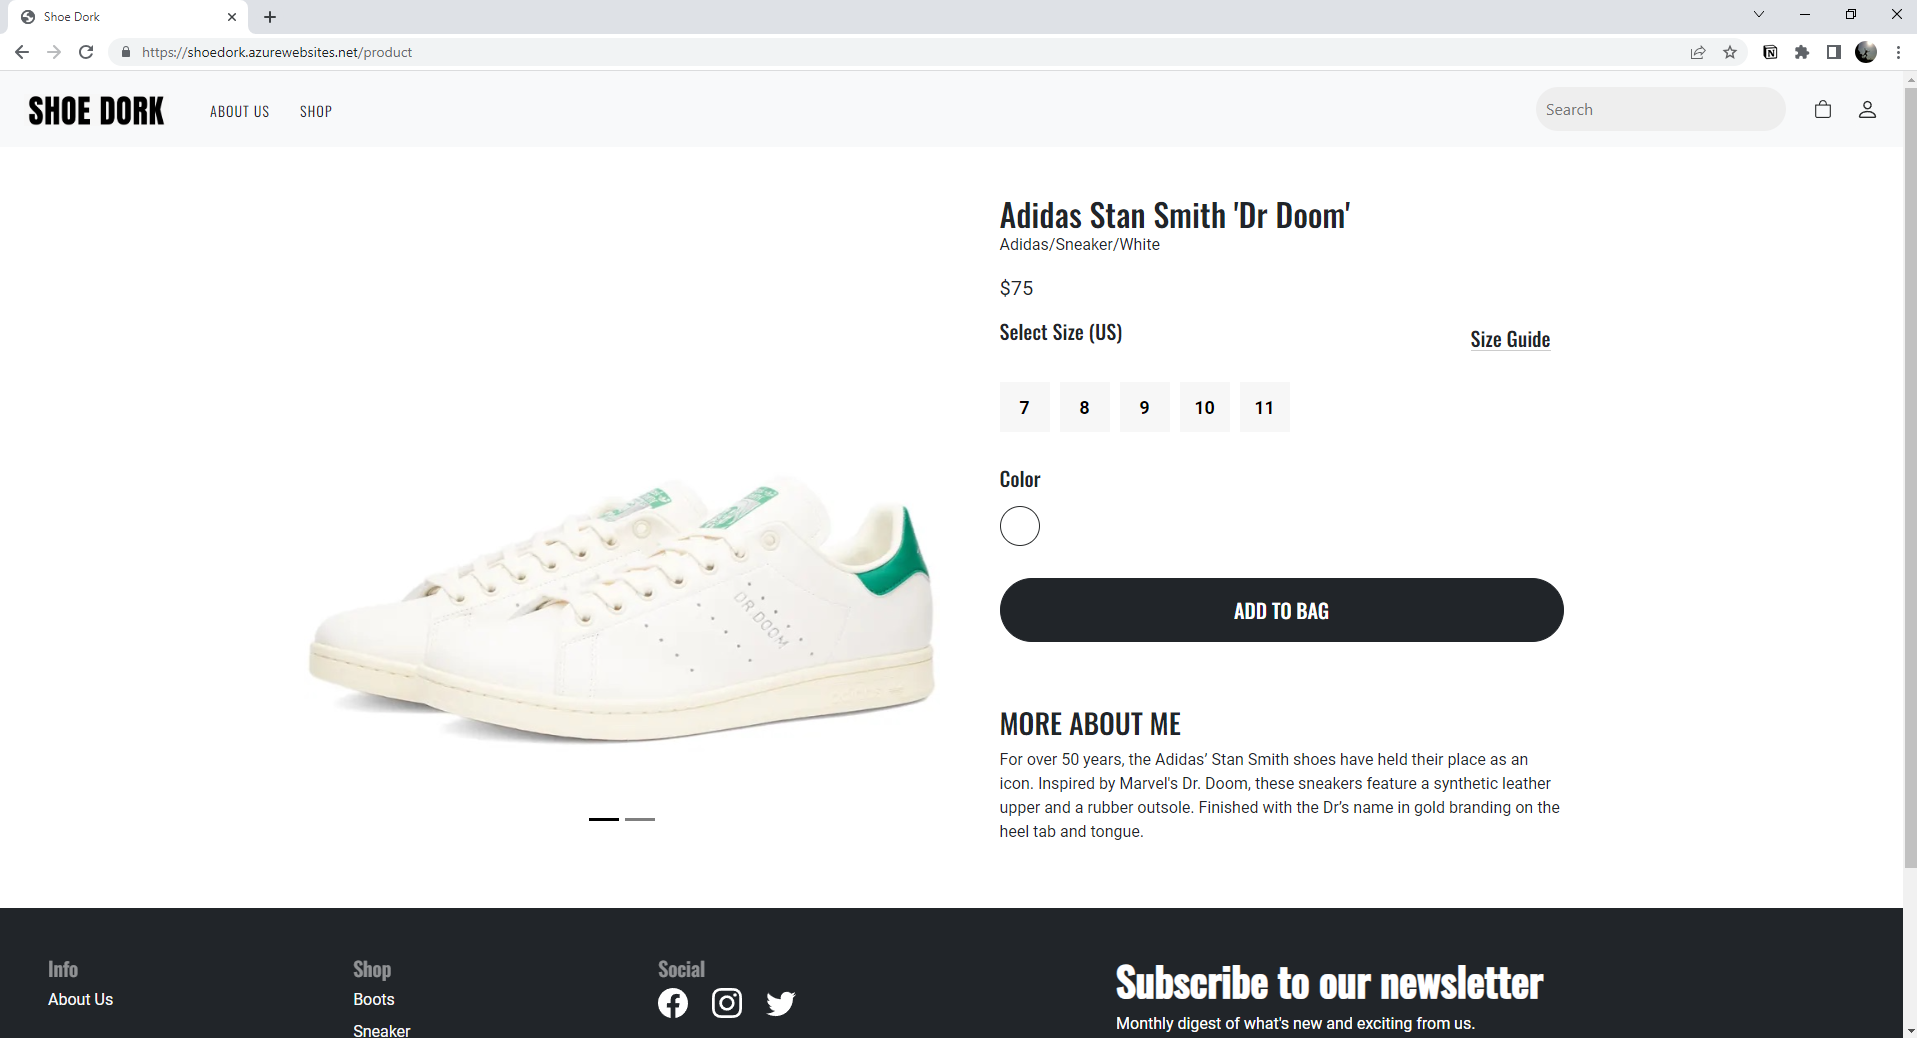 Shoe Dork
https://shoedork.azurewebsites.net/product
SHOE DORK
ABOUT US
SHOP
Search
Adidas Stan Smith 'Dr Doom'
Adidas/Sneaker/White
$75
Select Size (US)
Size Guide
7 8 9 10 11
Color
DR DOOM
ADD TO BAG
MORE ABOUT ME
For over 50 years, the Adidas’ Stan Smith shoes have held their place as an
icon. Inspired by Marvel's Dr. Doom, these sneakers feature a synthetic leather
upper and a rubber outsole. Finished with the Dr’s name in gold branding on the
heel tab and tongue.
Info
About Us
Shop
Boots
Sneaker
Social
Subscribe to our newsletter
Monthly digest of what's new and exciting from us.